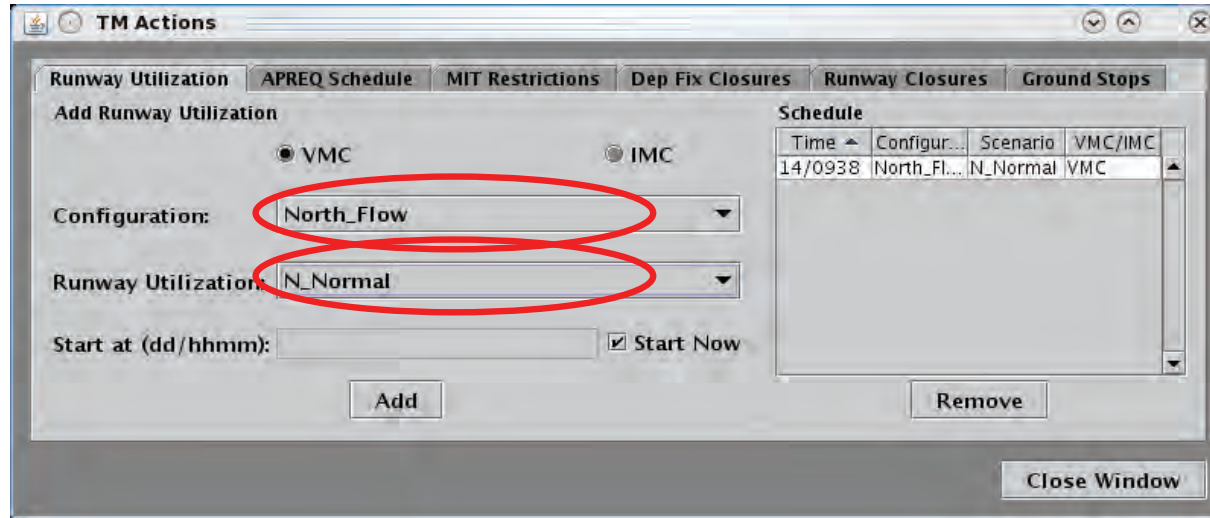 TM Actions
Runway Utilization APREQ Schedule MIT Restrictions Dep Fix Closures Runway Closures Ground Stops
Add Runway Utilization
VMC IMC
Configuration: North_Flow
Runway Utilization: N_Normal
Start at (dd/hhmm): Start Now
Add
Schedule
Time Configur... Scenario VMC/IMC
14/0938 North_Fl... N_Normal VMC
Remove
Close Window